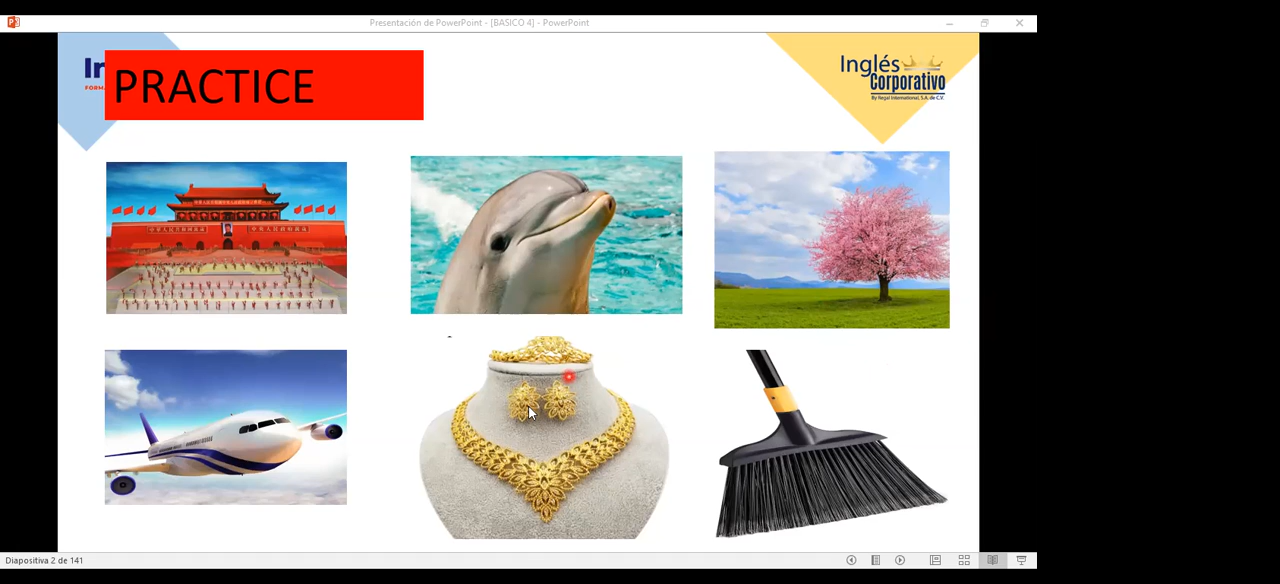 Presentación de PowerPoint - [BASICO 4] - PowerPoint
PRACTICE
Inglés
Corporativo
By Regal International, S.A. de C.V.
Diapositiva 2 de 141